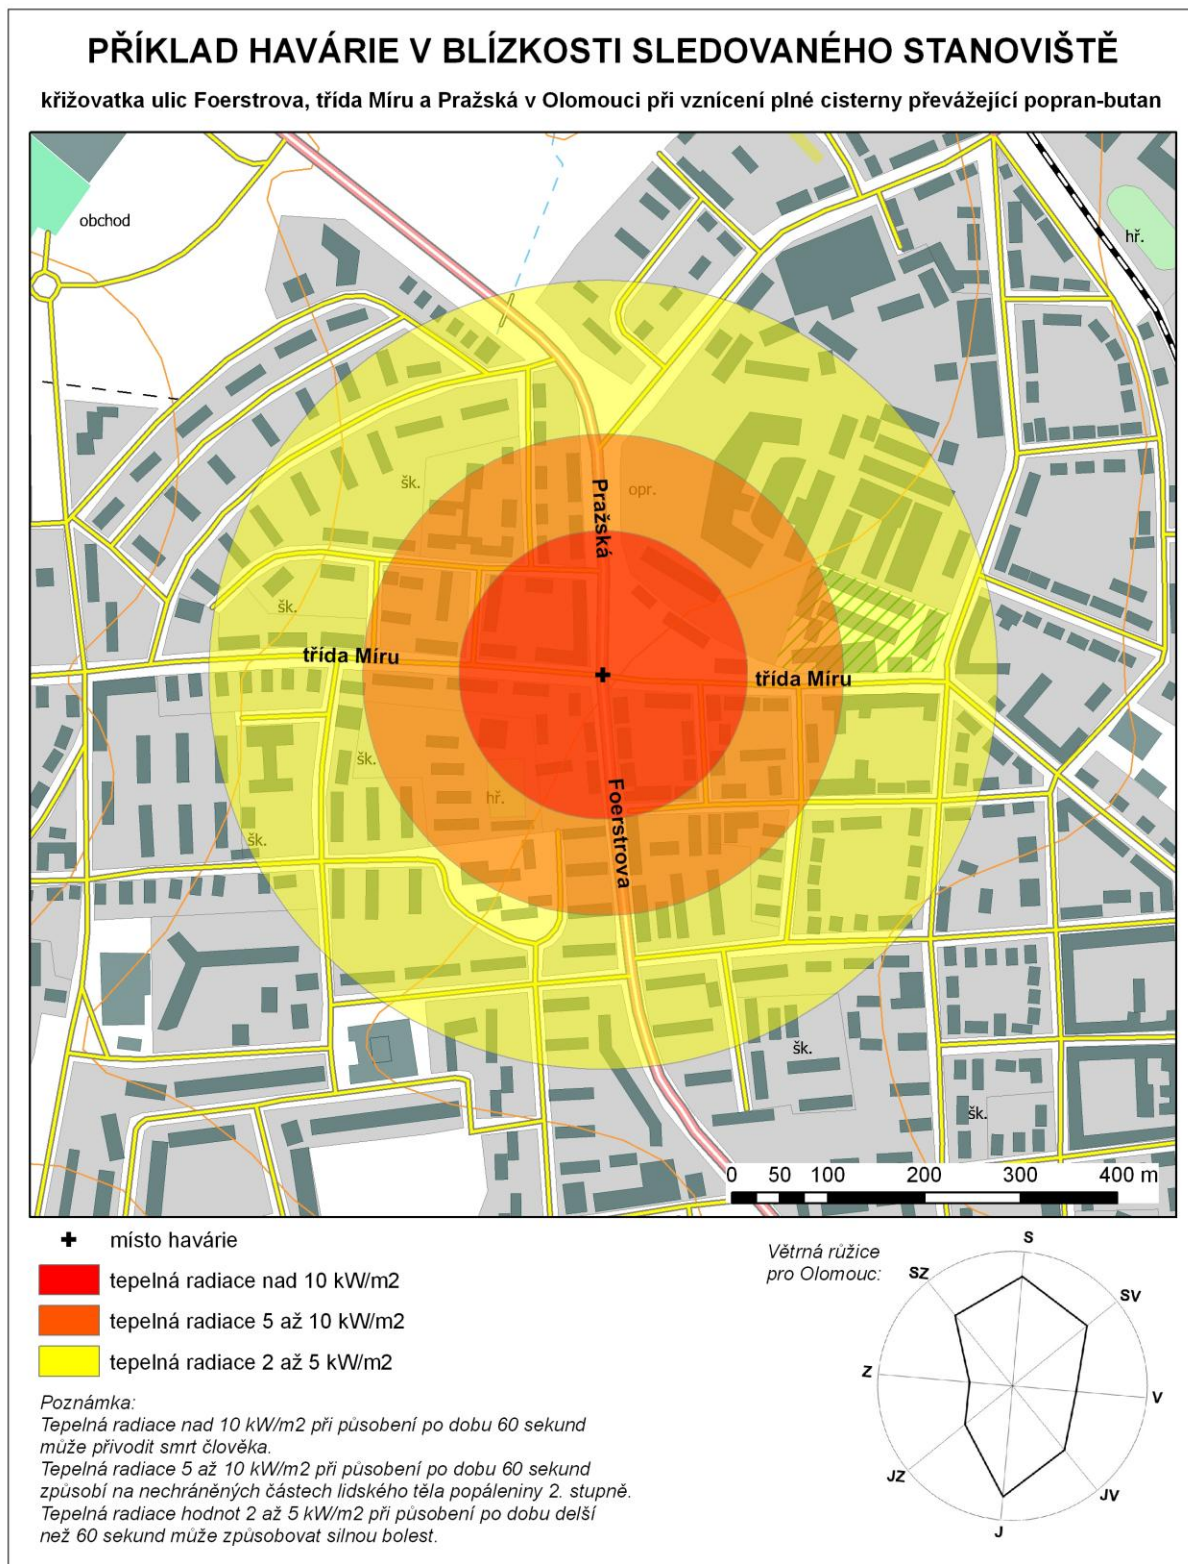 PŘÍKLAD HAVÁRIE V BLÍZKOSTI SLEDOVANÉHO STANOVIŠTĚ
křižovatka ulic Foerstrova, třída Míru a Pražská v Olomouci při vznícení plné cisterny převážející popran-butan
obchod
hř.
šk.
Pražská
opr.
šk.
třída Míru
třída Míru
šk.
hř.
Foerstrova
šk.
šk.
šk.
0 50 100 200 300 400 m
místo havárie
tepelná radiace nad 10 kW/m2
tepelná radiace 5 až 10 kW/m2
tepelná radiace 2 až 5 kW/m2
Poznámka:
Tepelná radiace nad 10 kW/m2 při působení po dobu 60 sekund
může přivodit smrt člověka.
Tepelná radiace 5 až 10 kW/m2 při působení po dobu 60 sekund
způsobí na nechráněných částech lidského těla popáleniny 2. stupně.
Tepelná radiace hodnot 2 až 5 kW/m2 při působení po dobu delší
než 60 sekund může způsobovat silnou bolest.
Větrná růžice
pro Olomouc:
S
SZ
SV
Z
V
JZ
JV
J